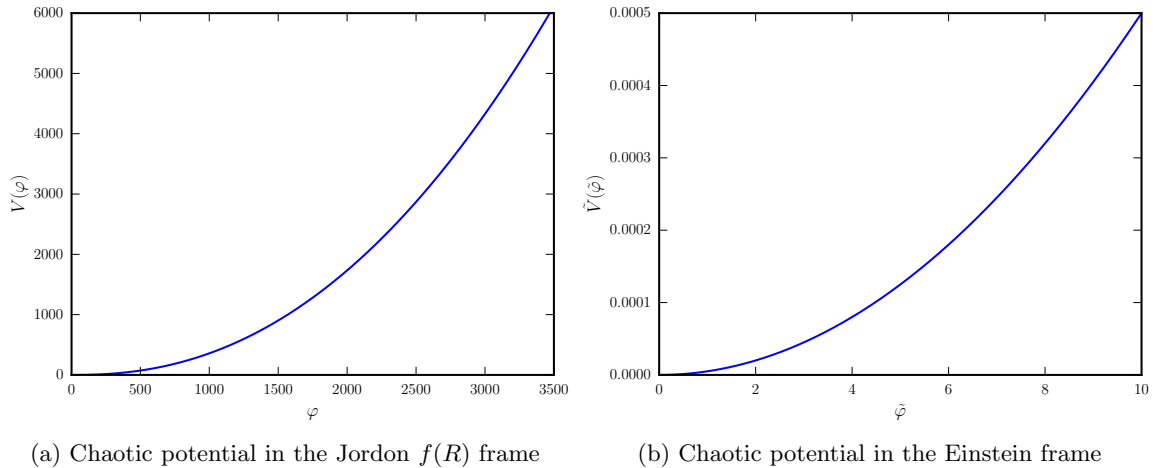 6000
5000
4000
3000
2000
1000
0
V(φ)
0 500 1000 1500 2000 2500 3000 3500
φ
(a) Chaotic potential in the Jordon f(R) frame
0.0005
0.0004
0.0003
0.0002
0.0001
0.0000
Ṽ(φ̃)
0 2 4 6 8 10
φ̃
(b) Chaotic potential in the Einstein frame